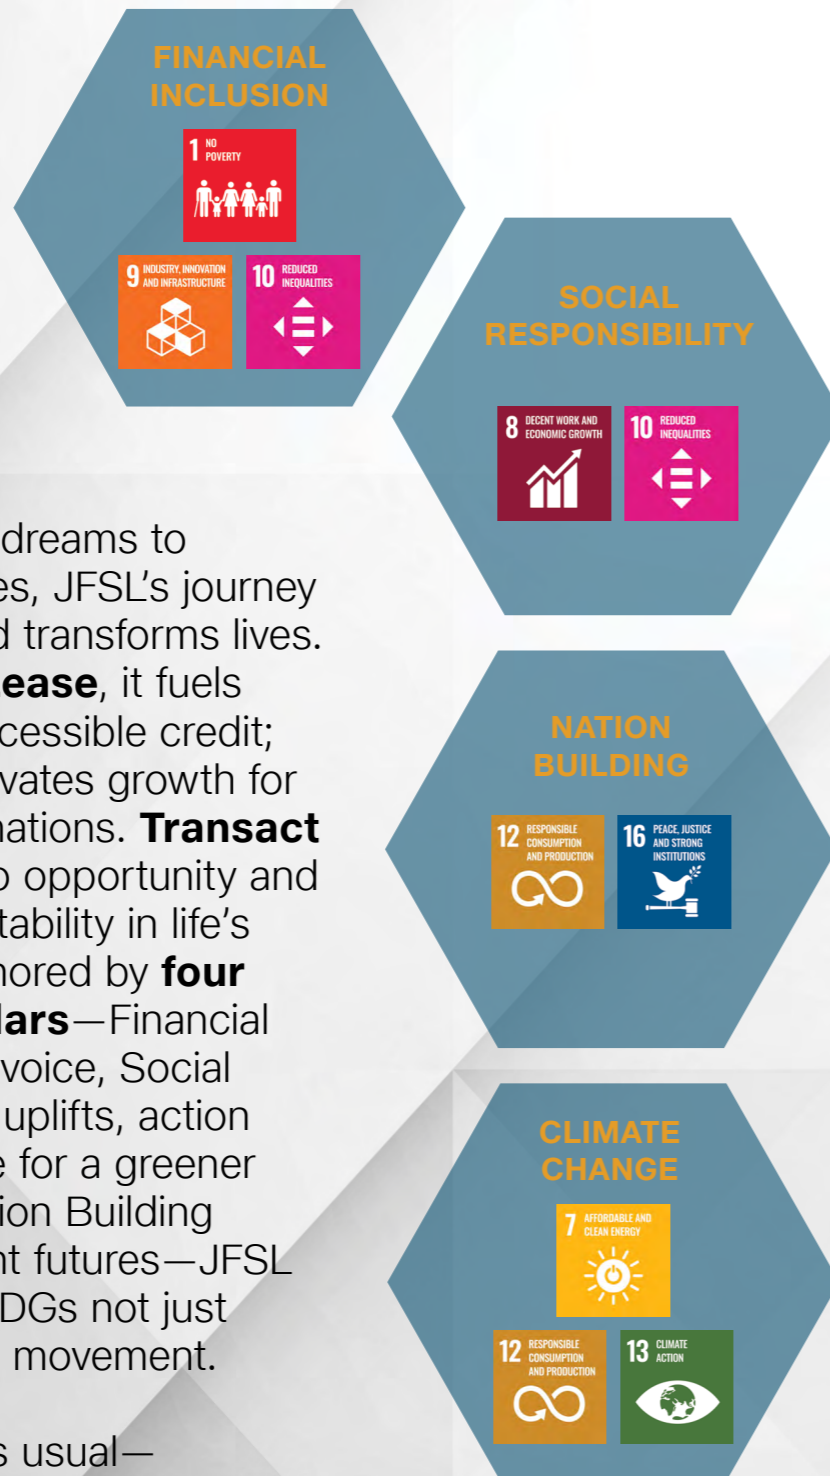 FINANCIAL
INCLUSION
1 NO
POVERTY
9 INDUSTRY, INNOVATION
AND INFRASTRUCTURE
10 REDUCED
INEQUALITIES
SOCIAL
RESPONSIBILITY
8 DECENT WORK AND
ECONOMIC GROWTH
10 REDUCED
INEQUALITIES
NATION
BUILDING
12 RESPONSIBLE
CONSUMPTION
AND PRODUCTION
16 PEACE, JUSTICE
AND STRONG
INSTITUTIONS
CLIMATE
CHANGE
7 AFFORDABLE AND
CLEAN ENERGY
12 RESPONSIBLE
CONSUMPTION
AND PRODUCTION
13 CLIMATE
ACTION
dreams to
es, JFSL's journey
d transforms lives.
ease, it fuels
cessible credit;
vates growth for
nations. Transact
o opportunity and
tability in life's
hored by four
lars—Financial
voice, Social
uplifts, action
e for a greener
ion Building
nt futures—JFSL
DGs not just
movement.
s usual—